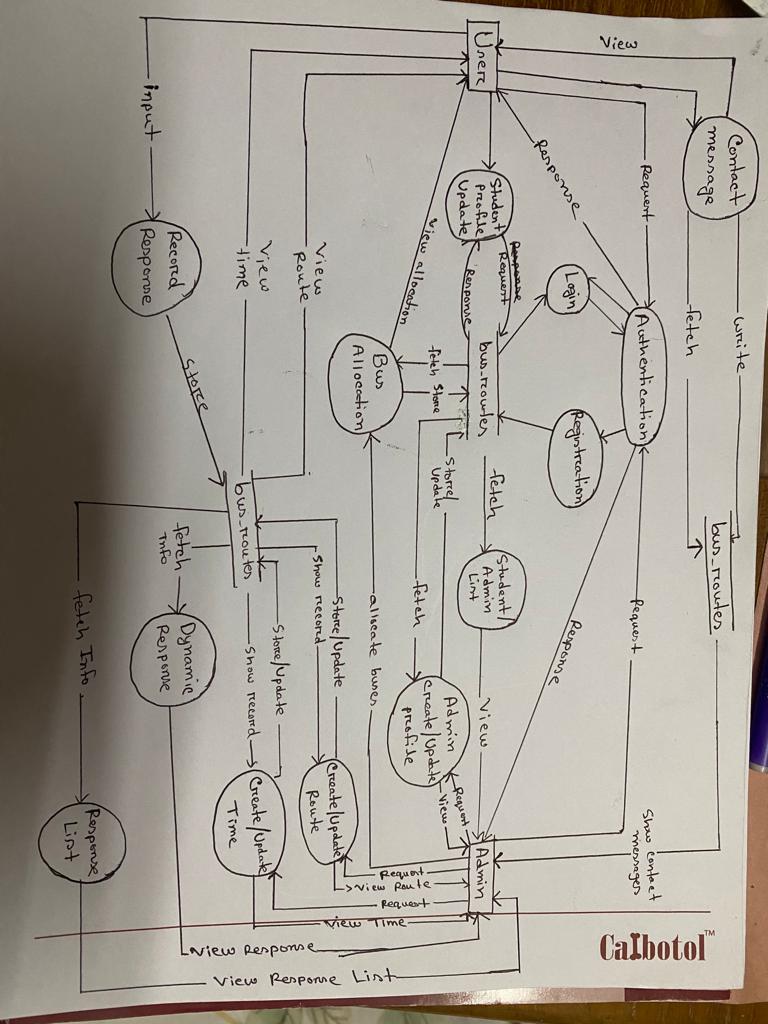 Calbotol™
Contact
message
View
write
fetch
bus_routes
Show contact
messages
Request
Authentication
Request
Response
Response
Login
Registration
User
Student
profile
Update
Response
Request
Response
bus_routes
fetch
Student/
Admin
List
View
Admin
View allocation
Bus
Allocation
fetch
Store
Store/
Update
fetch
Admin
Create/Update
profile
Request
View
allocate buses
View
Route
Show record
Store/Update
Create/Update
Route
Request
View Route
View
time
bus_routes
Store/Update
Show record
Create/Update
Time
Request
View Time
input
Record
Response
Store
fetch
Info
Dynamic
Response
View Response
fetch Info
Response
List
View Response List